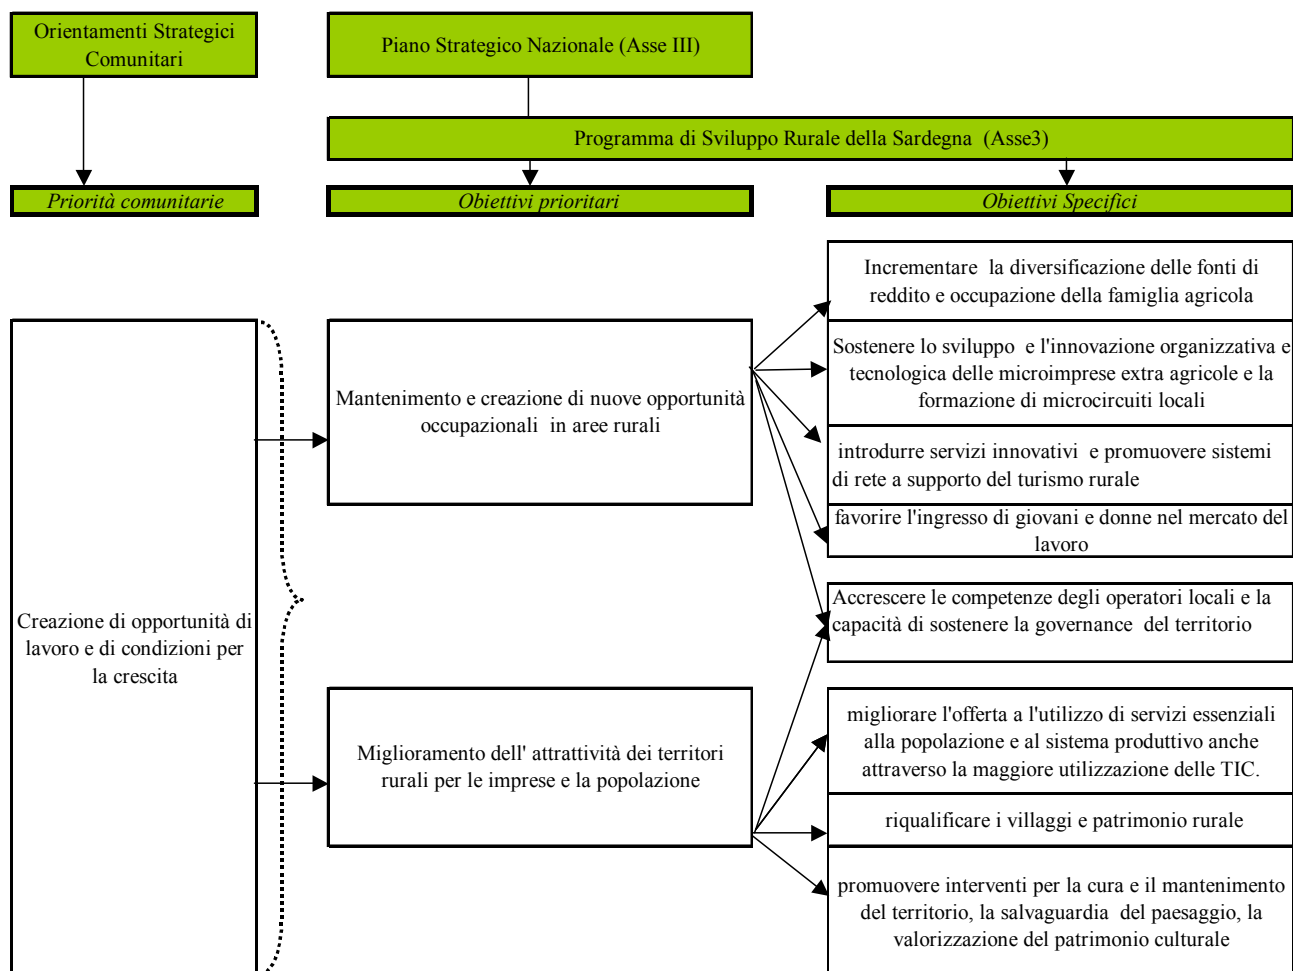 Orientamenti Strategici
Comunitari
Piano Strategico Nazionale (Asse III)
Programma di Sviluppo Rurale della Sardegna (Asse3)
Priorità comunitarie
Obiettivi prioritari
Obiettivi Specifici
Creazione di opportunità di
lavoro e di condizioni per
la crescita
Mantenimento e creazione di nuove opportunità
occupazionali in aree rurali
Miglioramento dell' attrattività dei territori
rurali per le imprese e la popolazione
Incrementare la diversificazione delle fonti di
reddito e occupazione della famiglia agricola
Sostenere lo sviluppo e l'innovazione organizzativa e
tecnologica delle microimprese extra agricole e la
formazione di microcircuiti locali
introdurre servizi innovativi e promuovere sistemi
di rete a supporto del turismo rurale
favorire l'ingresso di giovani e donne nel mercato del
lavoro
Accrescere le competenze degli operatori locali e la
capacità di sostenere la governance del territorio
migliorare l'offerta a l'utilizzo di servizi essenziali
alla popolazione e al sistema produttivo anche
attraverso la maggiore utilizzazione delle TIC.
riqualificare i villaggi e patrimonio rurale
promuovere interventi per la cura e il mantenimento
del territorio, la salvaguardia del paesaggio, la
valorizzazione del patrimonio culturale